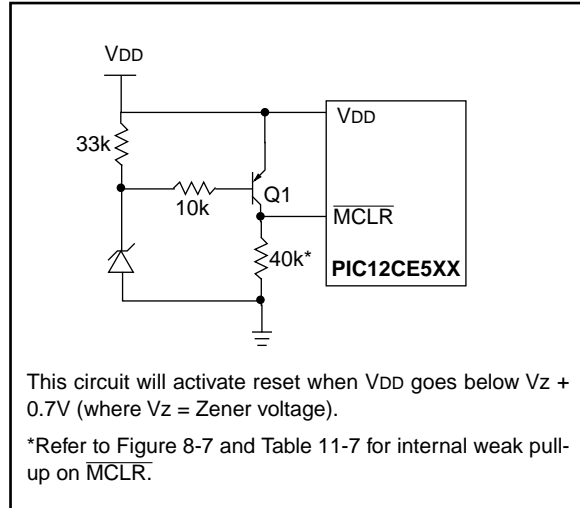 VDD
33k
10k
Q1
40k*
VDD
MCLR
PIC12CE5XX
This circuit will activate reset when VDD goes below Vz +
0.7V (where Vz = Zener voltage).
*Refer to Figure 8-7 and Table 11-7 for internal weak pull-
up on MCLR.